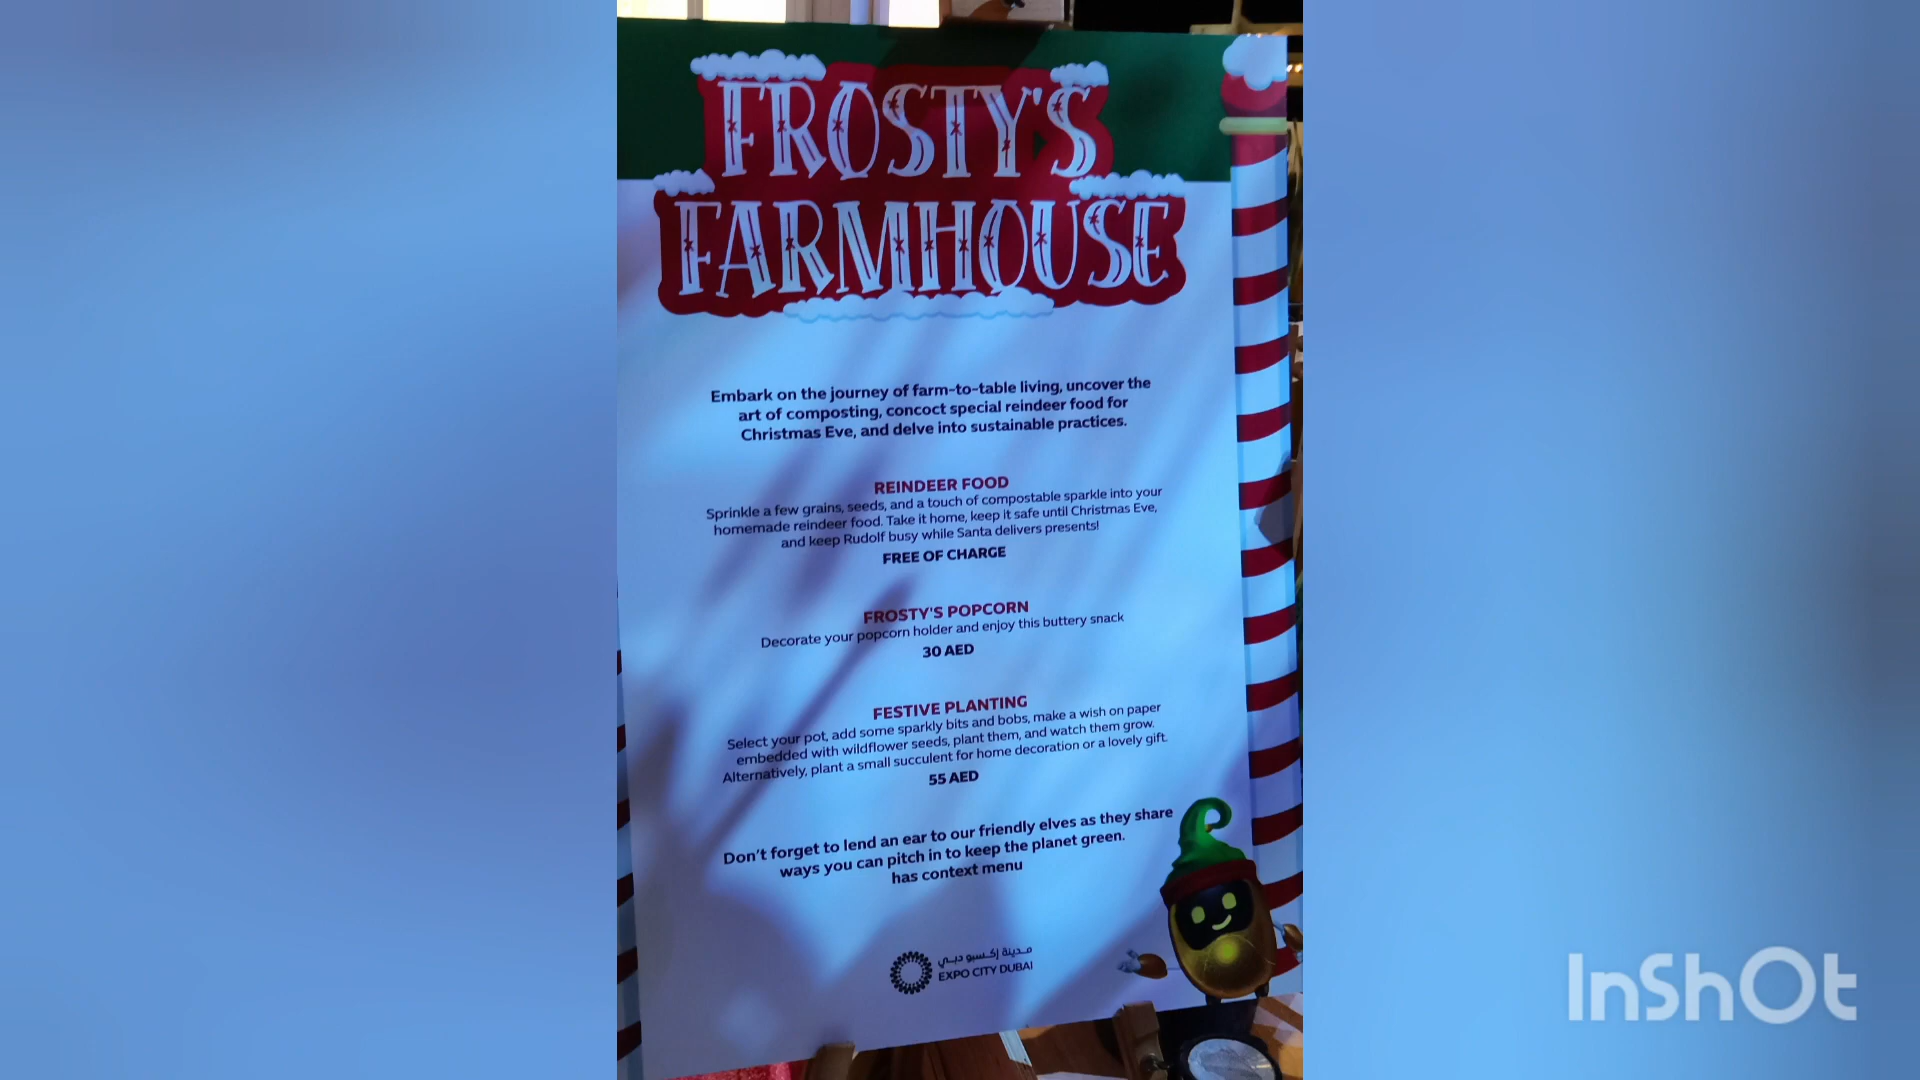 FROSTY'S
FARMHOUSE
Embark on the journey of farm-to-table living, uncover the
art of composting, concoct special reindeer food for
Christmas Eve, and delve into sustainable practices.
REINDEER FOOD
Sprinkle a few grains, seeds, and a touch of compostable sparkle into your
homemade reindeer food. Take it home, keep it safe until Christmas Eve,
and keep Rudolf busy while Santa delivers presents!
FREE OF CHARGE
FROSTY'S POPCORN
Decorate your popcorn holder and enjoy this buttery snack
30 AED
FESTIVE PLANTING
Select your pot, add some sparkly bits and bobs, make a wish on paper
embedded with wildflower seeds, plant them, and watch them grow.
Alternatively, plant a small succulent for home decoration or a lovely gift.
55 AED
Don't forget to lend an ear to our friendly elves as they share
ways you can pitch in to keep the planet green.
has context menu
مدينة إكسبو دبي
EXPO CITY DUBAI
InShOt